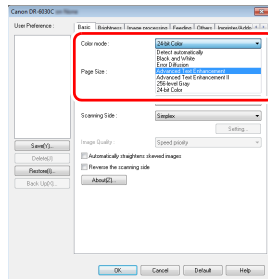 Canon DR-6030C on
User Preference :
Basic Brightness Image processing Feeding Others Imprinter/Addon
Color mode : 24-bit Color
Detect automatically
Black and White
Error Diffusion
Advanced Text Enhancement
Advanced Text Enhancement II
256-level Gray
24-bit Color
Page Size :
Scanning Side : Simplex
Setting...
Image Quality : Speed priority
Automatically straightens skewed images
Reverse the scanning side
About(Z)...
Save(Y)...
Delete(J)
Restore(I)...
Back Up(X)...
OK Cancel Default Help